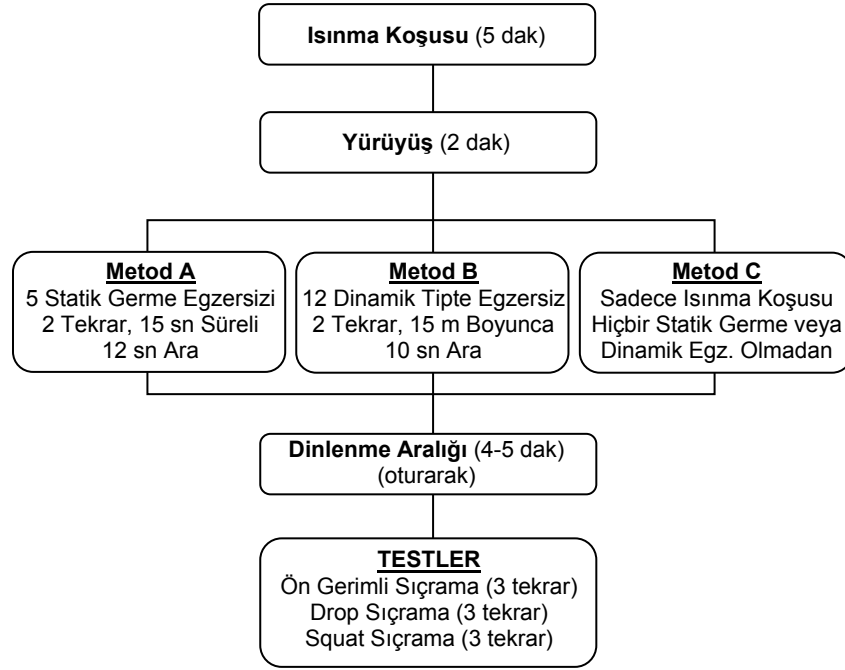 Isınma Koşusu (5 dak)
Yürüyüş (2 dak)
Metod A
5 Statik Germe Egzersizi
2 Tekrar, 15 sn Süreli
12 sn Ara
Metod B
12 Dinamik Tipte Egzersiz
2 Tekrar, 15 m Boyunca
10 sn Ara
Metod C
Sadece Isınma Koşusu
Hiçbir Statik Germe veya
Dinamik Egz. Olmadan
Dinlenme Aralığı (4-5 dak)
(oturarak)
TESTLER
Ön Gerimli Sıçrama (3 tekrar)
Drop Sıçrama (3 tekrar)
Squat Sıçrama (3 tekrar)